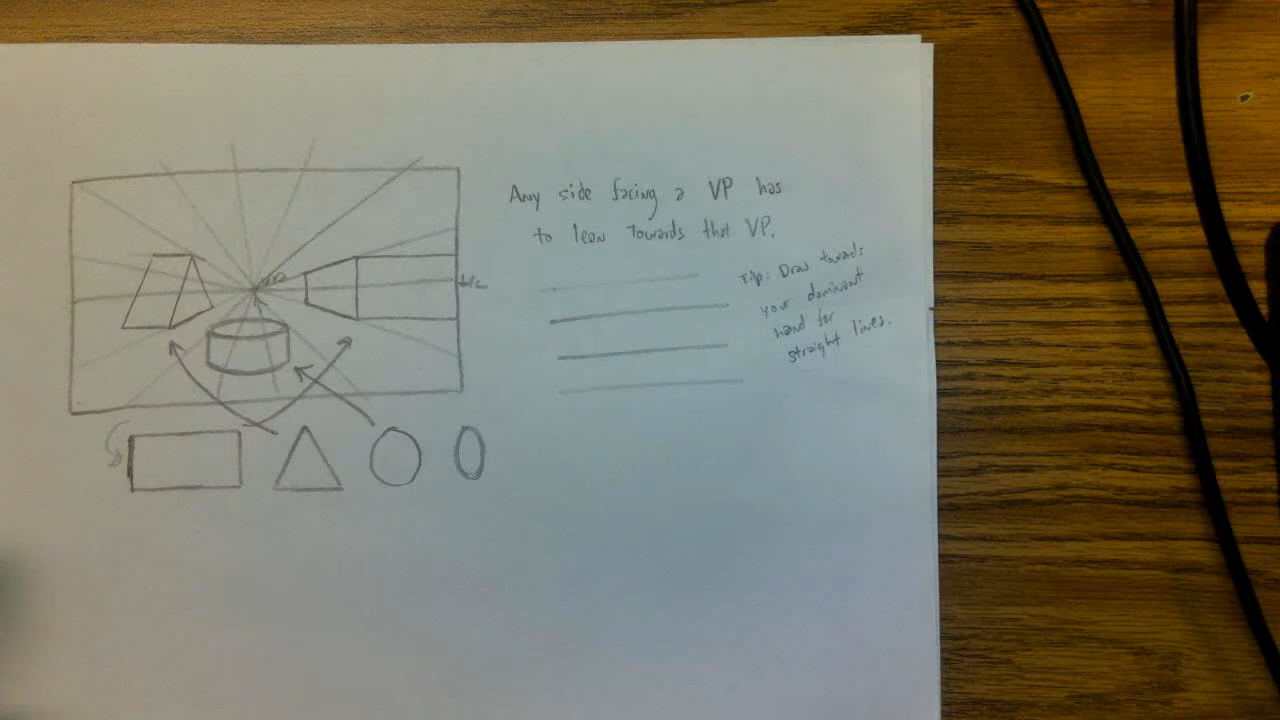 Any side facing a VP has
to lean Towards that VP.
Tip: Draw towards
your dominant
hand for
straight lines.